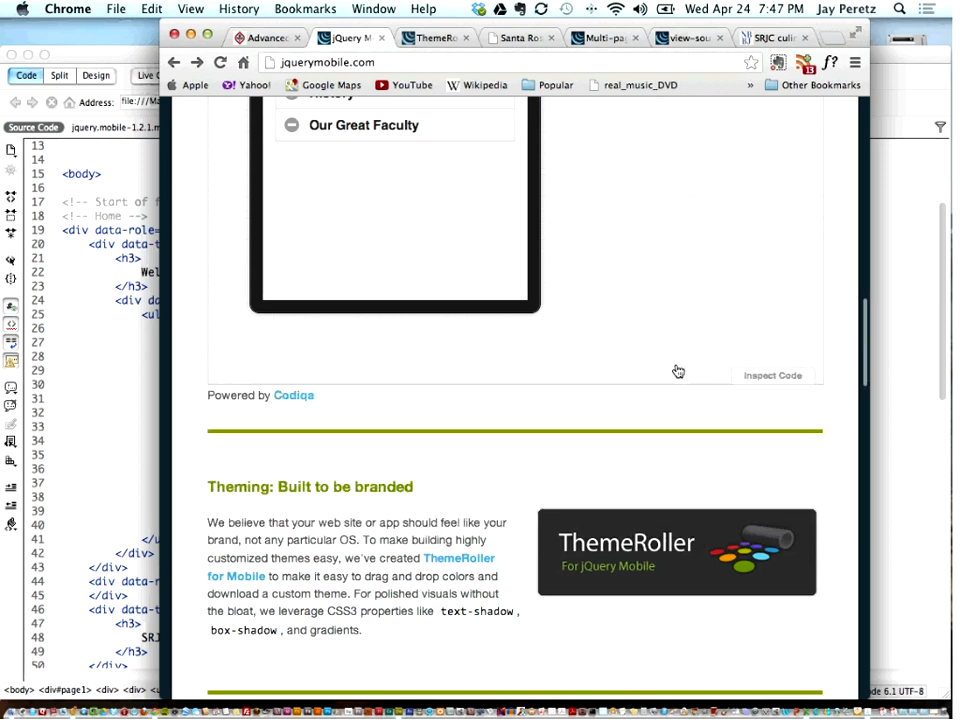 Chrome File Edit View History Bookmarks Window Help Wed Apr 24 7:47 PM Jay Peretz
Advanced jQuery M ThemeRo Santa Ros Multi-pa view-sou SRJC culin
Code Split Design Live C
jquerymobile.com
Address: file:///Ma
Apple Yahoo! Google Maps YouTube Wikipedia Popular real_music_DVD » Other Bookmarks
Source Code jquery.mobile-1.2.1.m
Our Great Faculty
13
14
15 <body>
16
17 <!-- Start of f
18 <!-- Home -->
19 <div data-role=
20 <div data-t
21 <h3>
22 Wel
23 </h3>
24 <div da
25 <ul
26
27
28
29
30
31
32
33
34
35
36
37
38
39
40
41 </u
42 </div>
43 </div>
44 <div data-r
45 <div data-t
46 <div data-t
47 <h3>
48 SRJ
49 </h3>
50 </div>
Inspect Code
Powered by Codiqa
Theming: Built to be branded
We believe that your web site or app should feel like your
brand, not any particular OS. To make building highly
customized themes easy, we've created ThemeRoller
for Mobile to make it easy to drag and drop colors and
download a custom theme. For polished visuals without
the bloat, we leverage CSS3 properties like text-shadow,
box-shadow, and gradients.
ThemeRoller
For jQuery Mobile
<body> <div#page1> <div> <div> <u
de 6.1 UTF-8